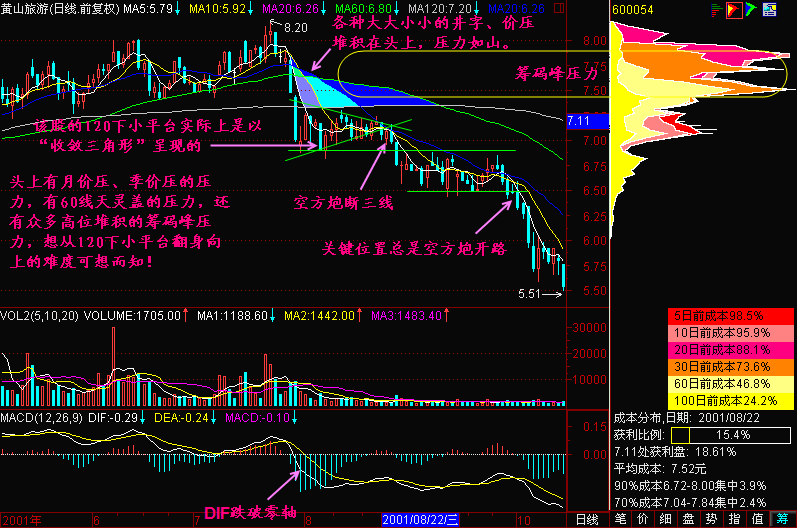 黄山旅游(日线.前复权) MA5:5.79↓ MA10:5.92↓ MA20:6.26↓ MA60:6.80↓ MA120:7.20↓ MA30:6.26
600054
8.20
各种大大小小的井字、价压
堆积在头上，压力如山。
筹码峰压力
8.00
7.75
7.50
7.11
7.00
6.75
6.50
6.25
6.00
5.75
5.50
该度的120下小平台实际上是以
“收敛三角形”呈现的
头上有月价压、季价压的压
力，有60线天灵盖的压力，还
有众多高位堆积的筹码峰压
力，想从120下小平台翻身向
上的难度可想而知！
空方炮断三线
关键位置总是空方炮开路
5.51→
VOL2(5,10,20) VOLUME:1705.00↑ MA1:1188.60↓ MA2:1442.00↑ MA3:1483.40↑
30000
20000
10000
MACD(12,26,9) DIF:-0.29↓ DEA:-0.24↓ MACD:-0.10↓
0.15
0.00
DIF跌破零轴
2001年 6 7 8 2001/08/22/三 10 日线
5日前成本98.5%
10日前成本95.9%
20日前成本88.1%
30日前成本73.6%
60日前成本46.8%
100日前成本24.2%
成本分布,日期: 2001/08/22
获利比例: 15.4%
7.11处获利盘: 18.61%
平均成本: 7.52元
90%成本6.72-8.00集中3.9%
70%成本7.04-7.84集中2.4%
笔 价 细 盘 势 指 值 筹